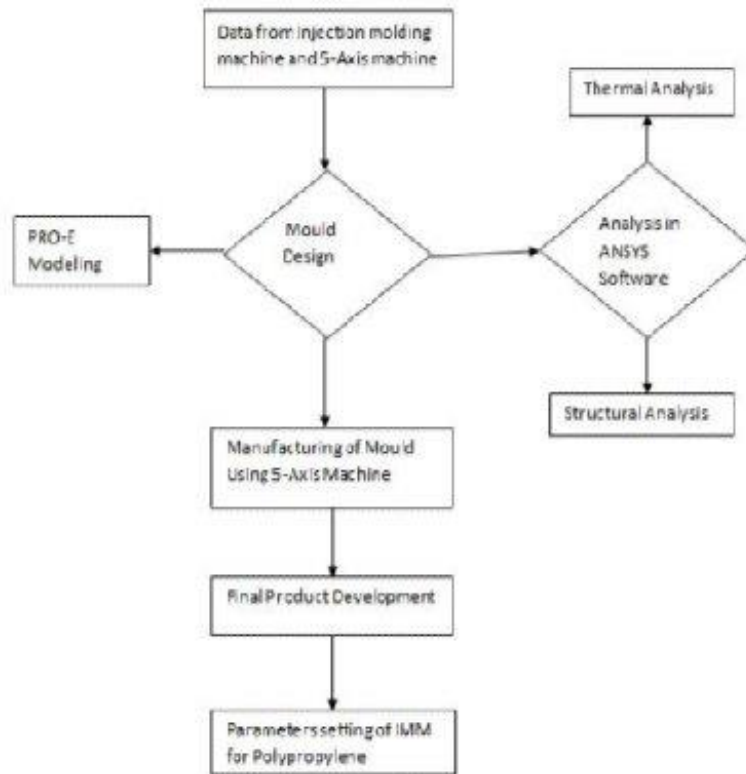 Data from Injection molding
machine and 5-Axis machine
Thermal Analysis
Mould
Design
PRO-E
Modeling
Analysis in
ANSYS
Software
Structural Analysis
Manufacturing of Mould
Using 5-Axis Machine
Final Product Development
Parameters setting of IMM
for Polypropylene